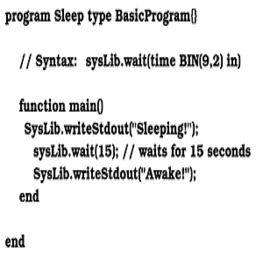 program Sleep type BasicProgram{}
// Syntax: sysLib.wait(time BIN(9,2) in)
function main()
SysLib.writeStdout("Sleeping!");
sysLib.wait(15); // waits for 15 seconds
SysLib.writeStdout("Awake!");
end
end